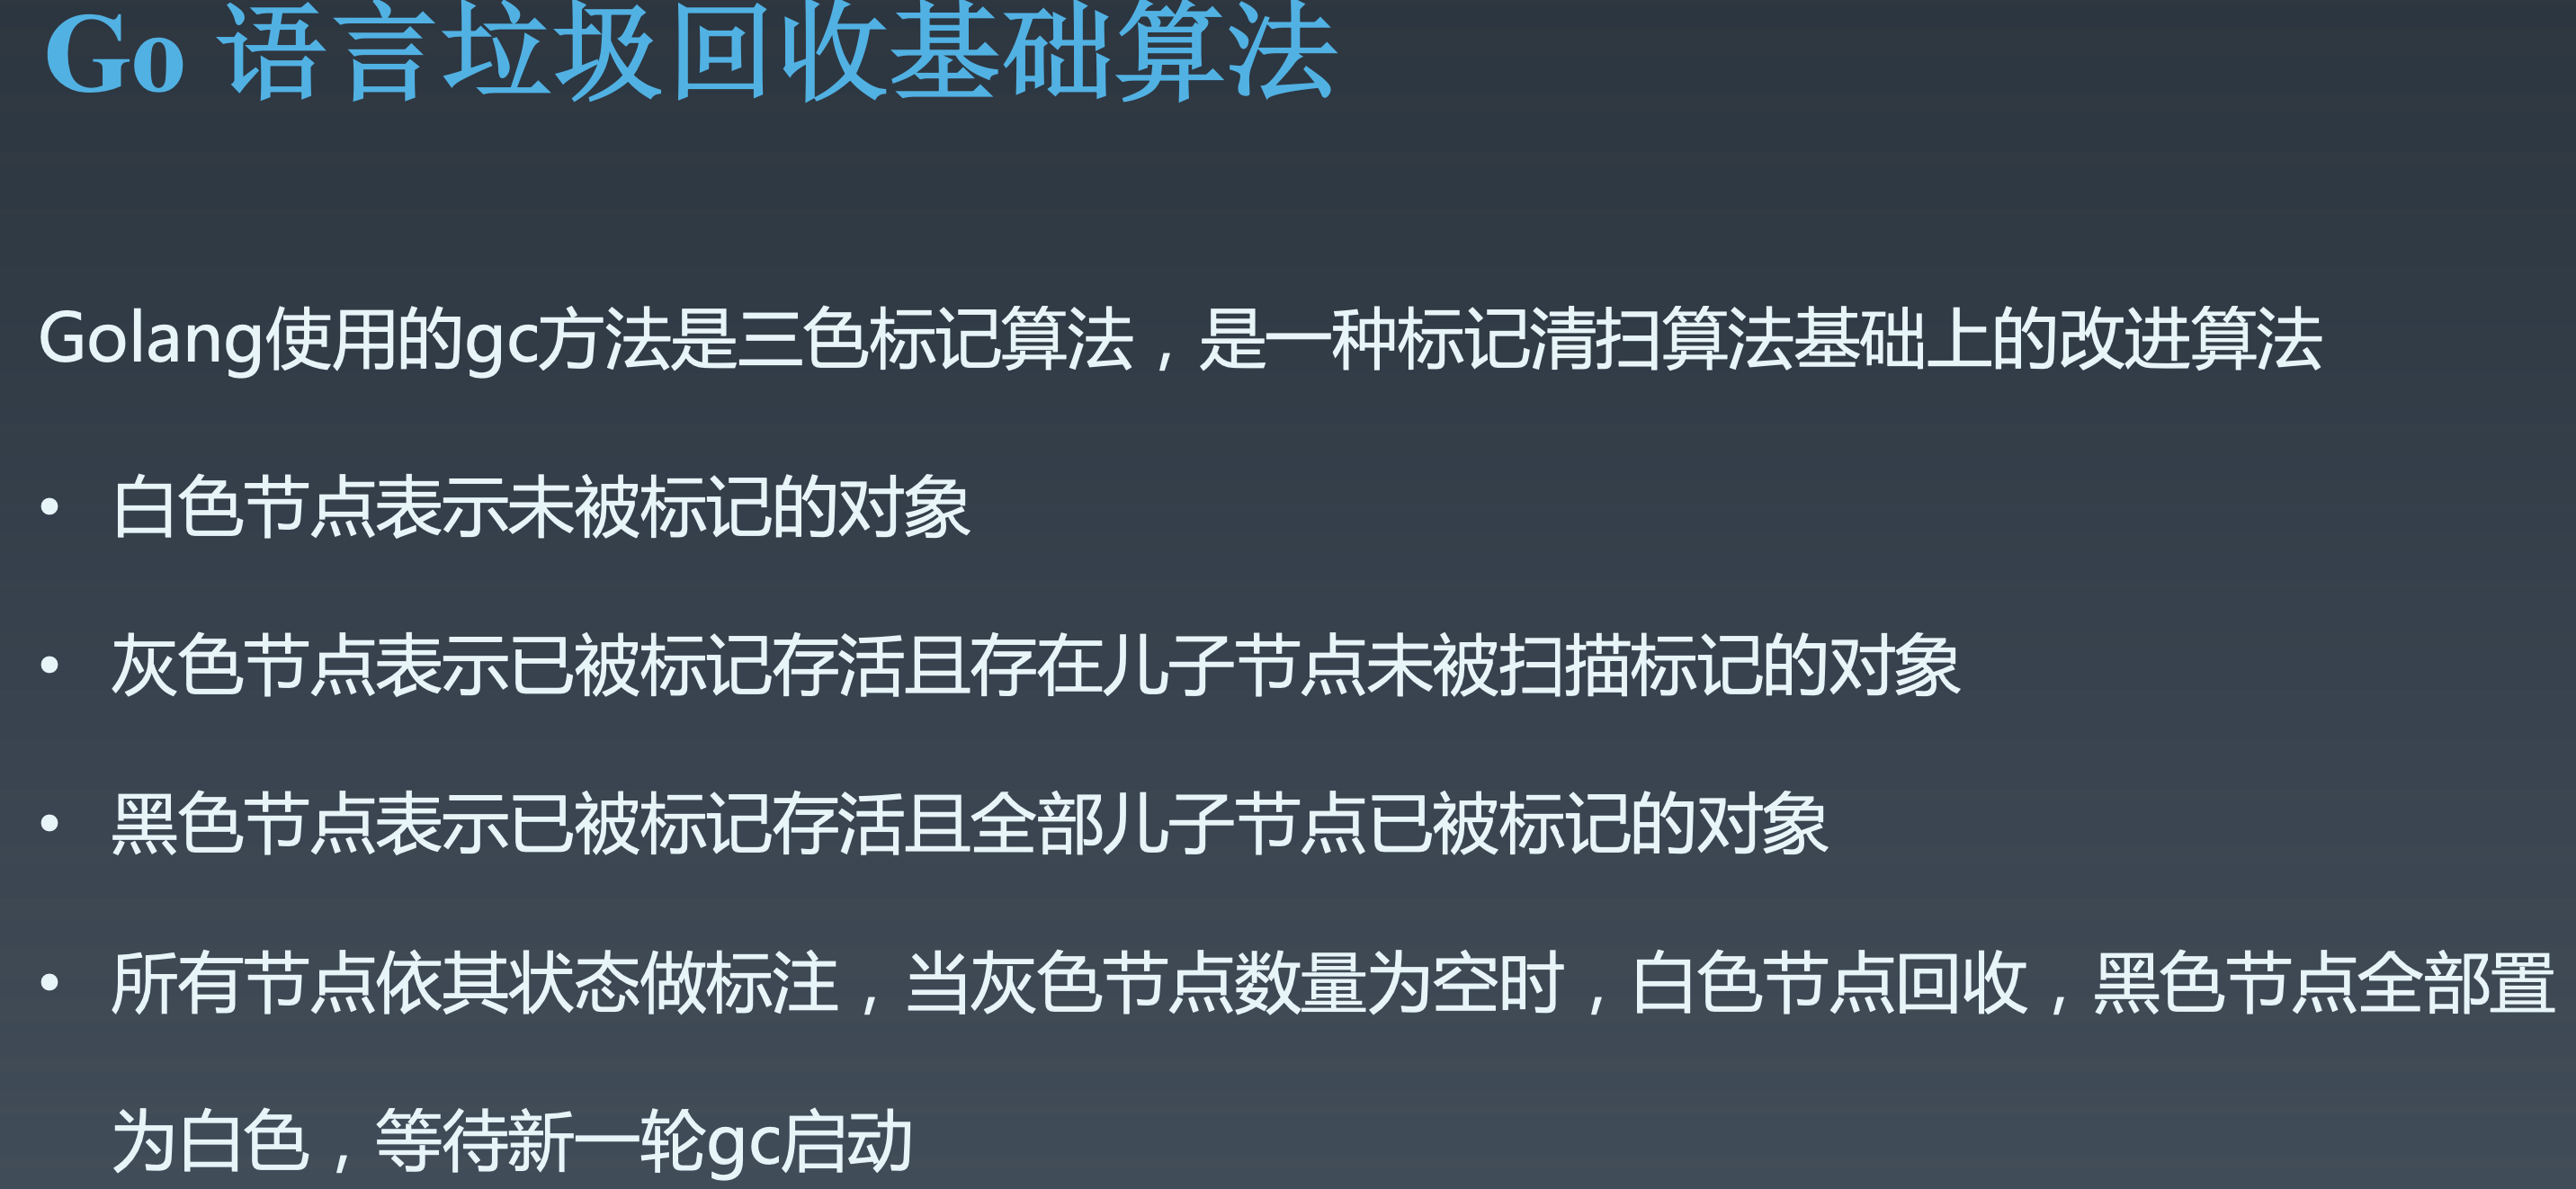 Go 语言垃圾回收基础算法
Golang使用的gc方法是三色标记算法，是一种标记清扫算法基础上的改进算法
• 白色节点表示未被标记的对象
• 灰色节点表示已被标记存活且存在儿子节点未被扫描标记的对象
• 黑色节点表示已被标记存活且全部儿子节点已被标记的对象
• 所有节点依其状态做标注，当灰色节点数量为空时，白色节点回收，黑色节点全部置
为白色，等待新一轮gc启动